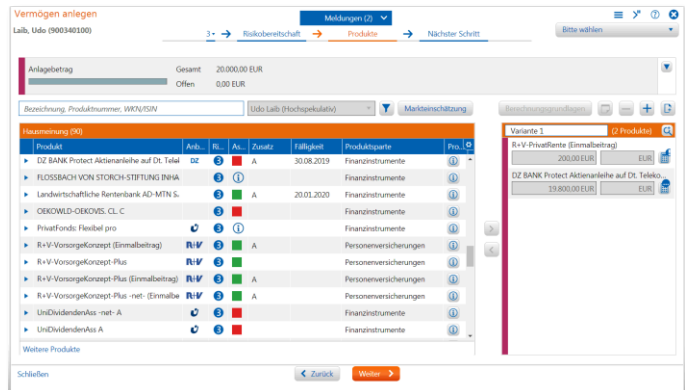 Vermögen anlegen
Meldungen (2)
Laib, Udo (900340100)
3 Risikobereitschaft Produkte Nächster Schritt
Bitte wählen
Anlagebetrag Gesamt 20.000,00 EUR
Offen 0,00 EUR
Bezeichnung, Produktnummer, WKN/ISIN Udo Laib (Hochspekulativ) Markteinschätzung Berechnungsgrundlagen
Hausmeinung (90)
Produkt Anb... Ri... As... Zusatz Fälligkeit Produktsparte Pro...
DZ BANK Protect Aktienanleihe auf Dt. Telel DZ 3 A 30.08.2019 Finanzinstrumente
FLOSSBACH VON STORCH-STIFTUNG INHA 3 Finanzinstrumente
Landwirtschaftliche Rentenbank AD-MTN S. 3 A 20.01.2020 Finanzinstrumente
OEKOWLD-OEKOVIS. CL. C 3 Finanzinstrumente
PrivatFonds: Flexibel pro 3 Finanzinstrumente
R+V-VorsorgeKonzept (Einmalbeitrag) R+V 3 A Personenversicherungen
R+V-VorsorgeKonzept-Plus R+V 3 Personenversicherungen
R+V-VorsorgeKonzept-Plus (Einmalbeitrag) R+V 3 A Personenversicherungen
R+V-VorsorgeKonzept-Plus -net- (Einmalbe R+V 3 A Personenversicherungen
UniDividendenAss -net- A 3 Finanzinstrumente
UniDividendenAss A 3 Finanzinstrumente
Weitere Produkte
Variante 1 (2 Produkte)
R+V-PrivatRente (Einmalbeitrag)
200,00 EUR EUR
DZ BANK Protect Aktienanleihe auf Dt. Teleko...
19.800,00 EUR EUR
Schließen Zurück Weiter